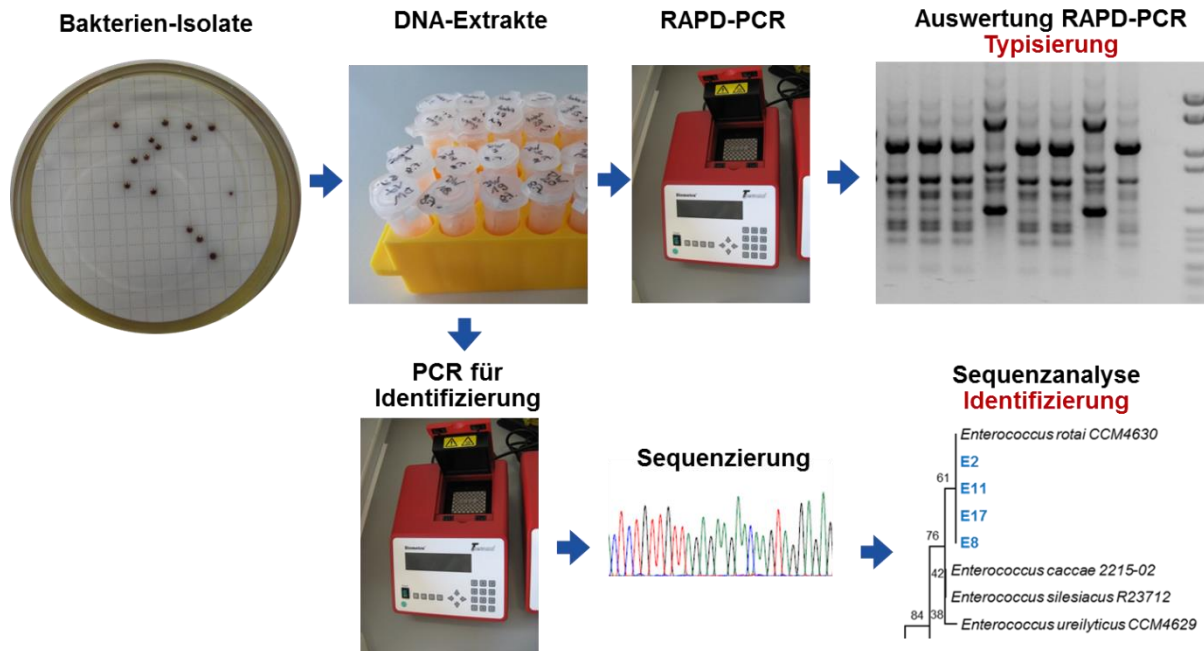 Bakterien-Isolate
DNA-Extrakte
RAPD-PCR
Auswertung RAPD-PCR
Typisierung
PCR für
Identifizierung
Sequenzierung
Sequenzanalyse
Identifizierung
Enterococcus rotai CCM4630
E2
61
E11
E17
76
E8
42
Enterococcus caccae 2215-02
Enterococcus silesiacus R23712
84
38
Enterococcus ureilyticus CCM4629